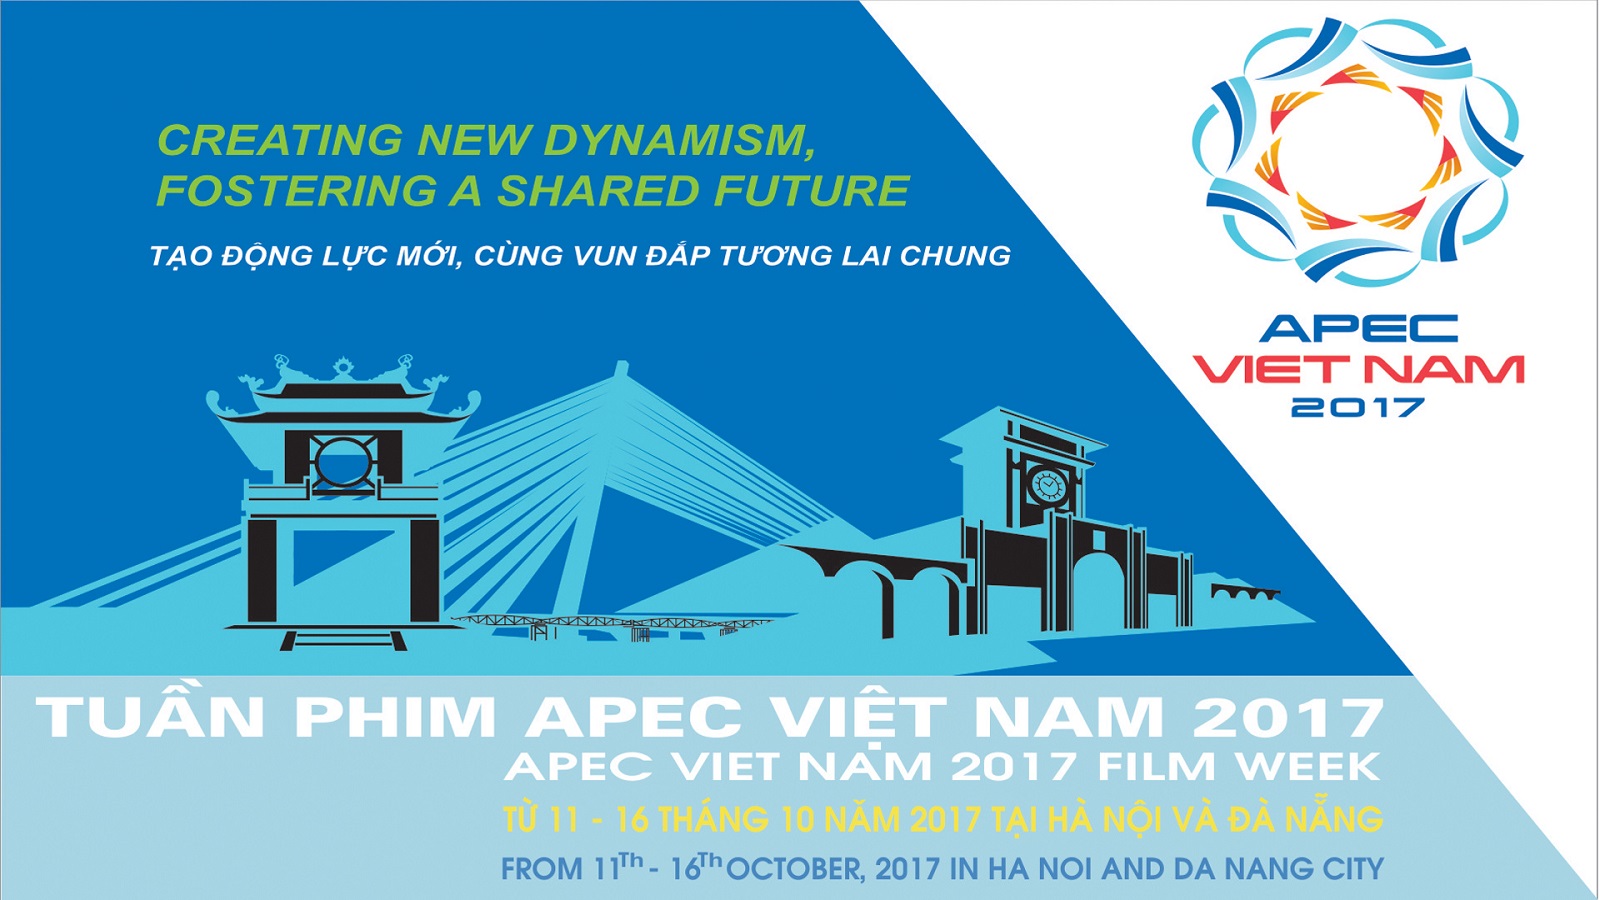 CREATING NEW DYNAMISM,
FOSTERING A SHARED FUTURE
TẠO ĐỘNG LỰC MỚI, CÙNG VUN ĐẮP TƯƠNG LAI CHUNG
APEC
VIET NAM
2017
TUẦN PHIM APEC VIỆT NAM 2017
APEC VIET NAM 2017 FILM WEEK
TỪ 11 - 16 THÁNG 10 NĂM 2017 TẠI HÀ NỘI VÀ ĐÀ NẴNG
FROM 11Th - 16Th OCTOBER, 2017 IN HA NOI AND DA NANG CITY